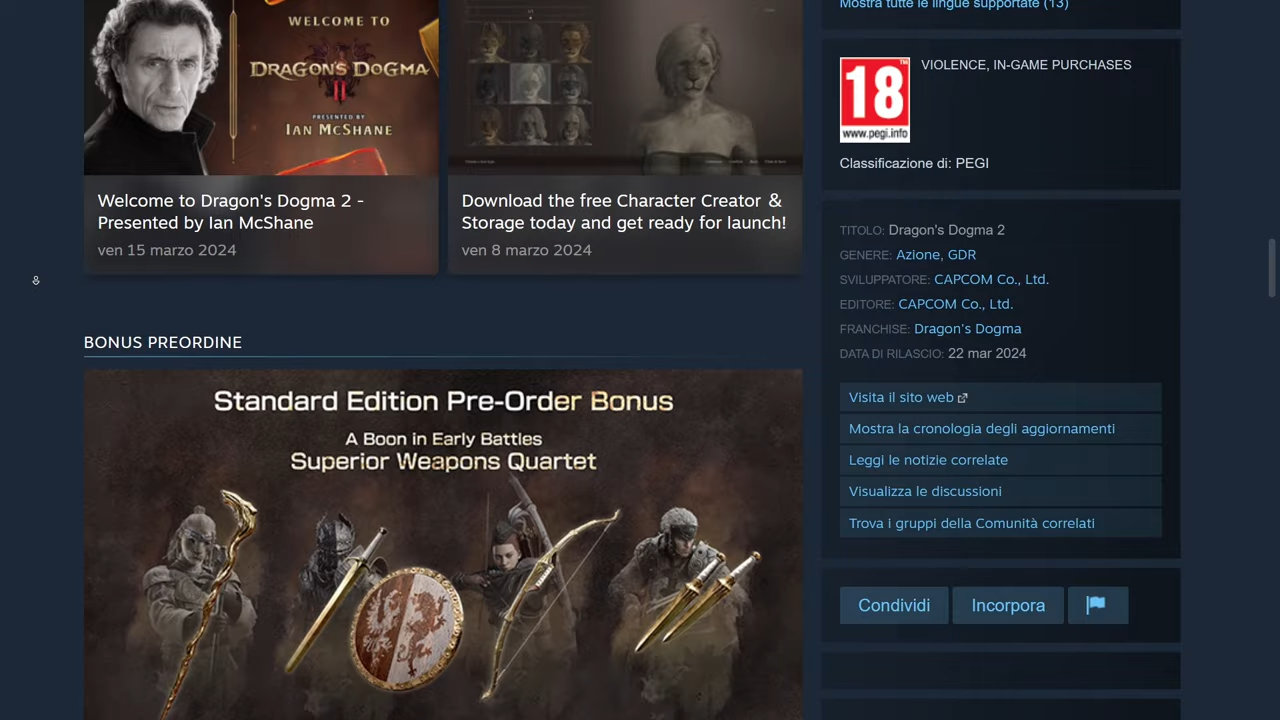 WELCOME TO
DRAGON'S DOGMA
II
PRESENTED BY
IAN MCSHANE
Welcome to Dragon's Dogma 2 -
Presented by Ian McShane
ven 15 marzo 2024
Download the free Character Creator &
Storage today and get ready for launch!
ven 8 marzo 2024
BONUS PREORDINE
Standard Edition Pre-Order Bonus
A Boon in Early Battles
Superior Weapons Quartet
Mostra tutte le lingue supportate (13)
18
TM
www.pegi.info
VIOLENCE, IN-GAME PURCHASES
Classificazione di: PEGI
TITOLO: Dragon's Dogma 2
GENERE: Azione, GDR
SVILUPPATORE: CAPCOM Co., Ltd.
EDITORE: CAPCOM Co., Ltd.
FRANCHISE: Dragon's Dogma
DATA DI RILASCIO: 22 mar 2024
Visita il sito web
Mostra la cronologia degli aggiornamenti
Leggi le notizie correlate
Visualizza le discussioni
Trova i gruppi della Comunità correlati
Condividi
Incorpora